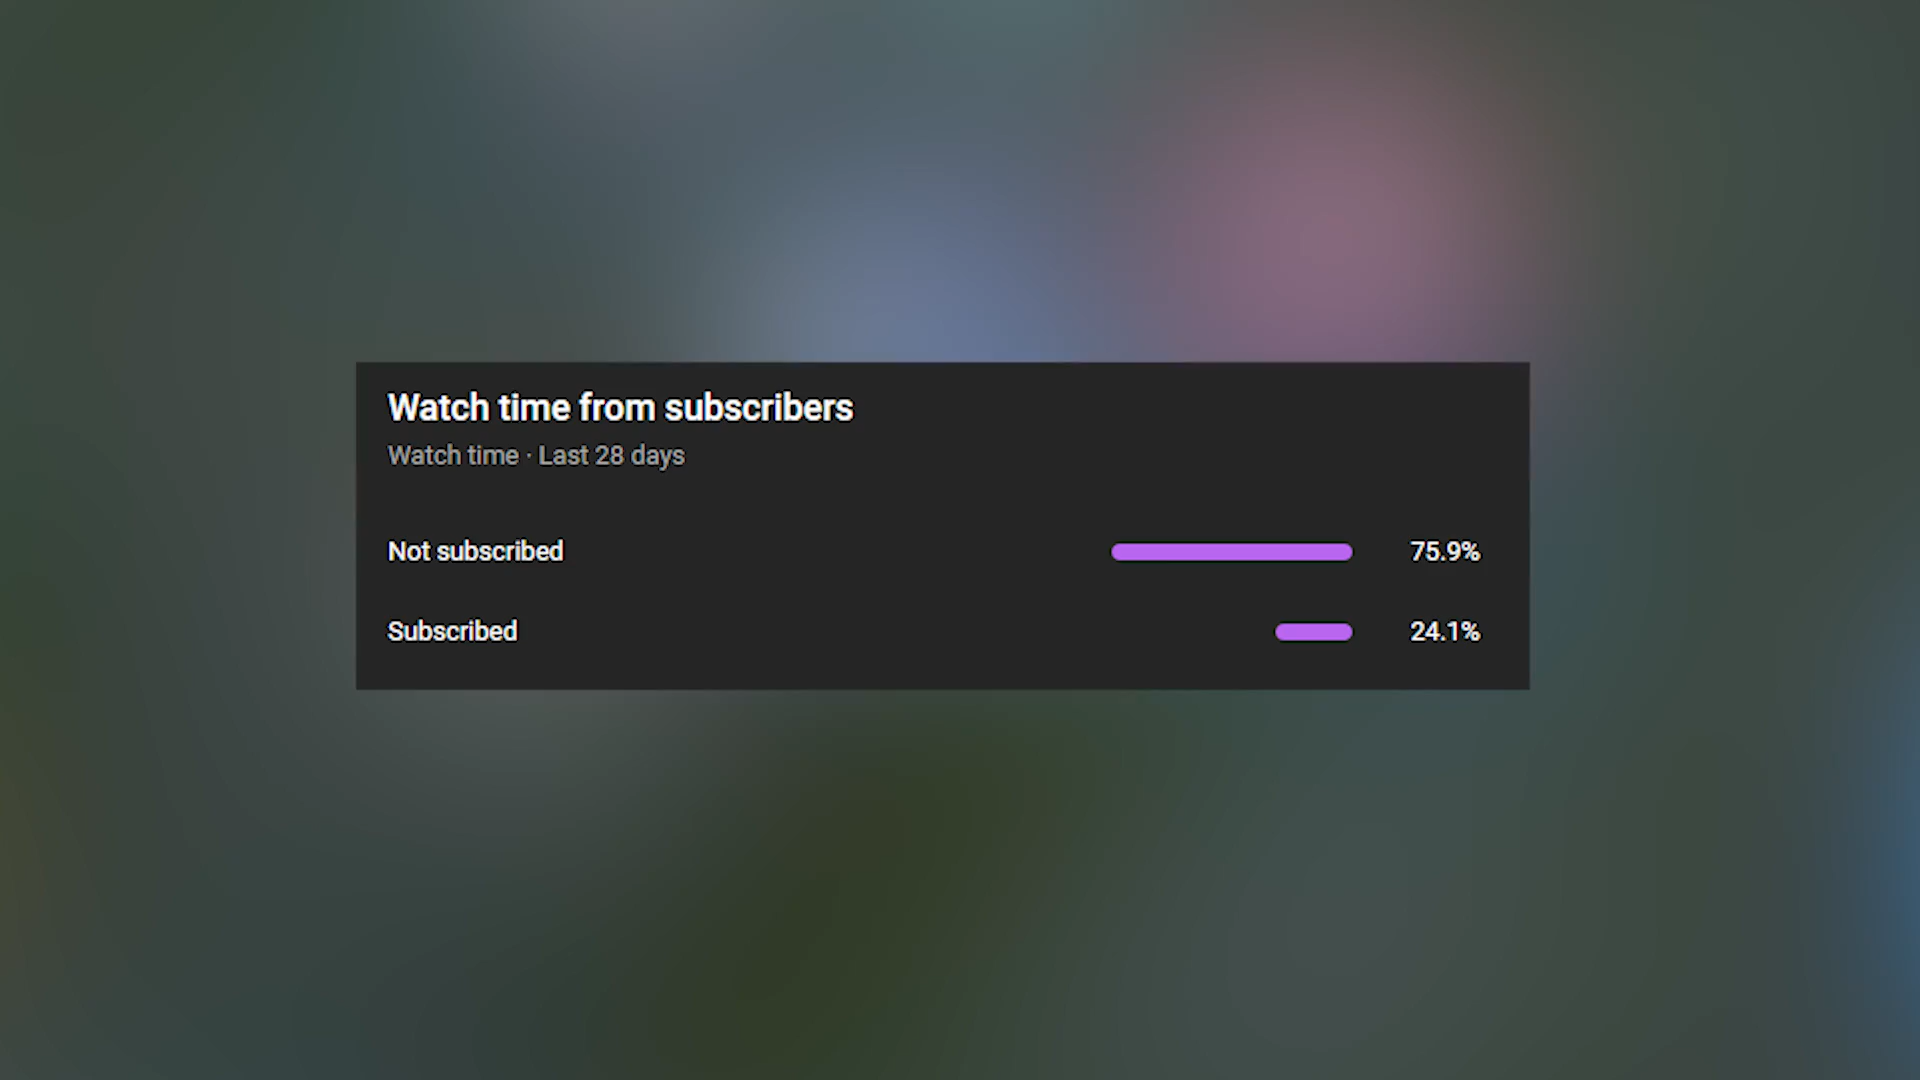 Watch time from subscribers
Watch time · Last 28 days
Not subscribed 75.9%
Subscribed 24.1%